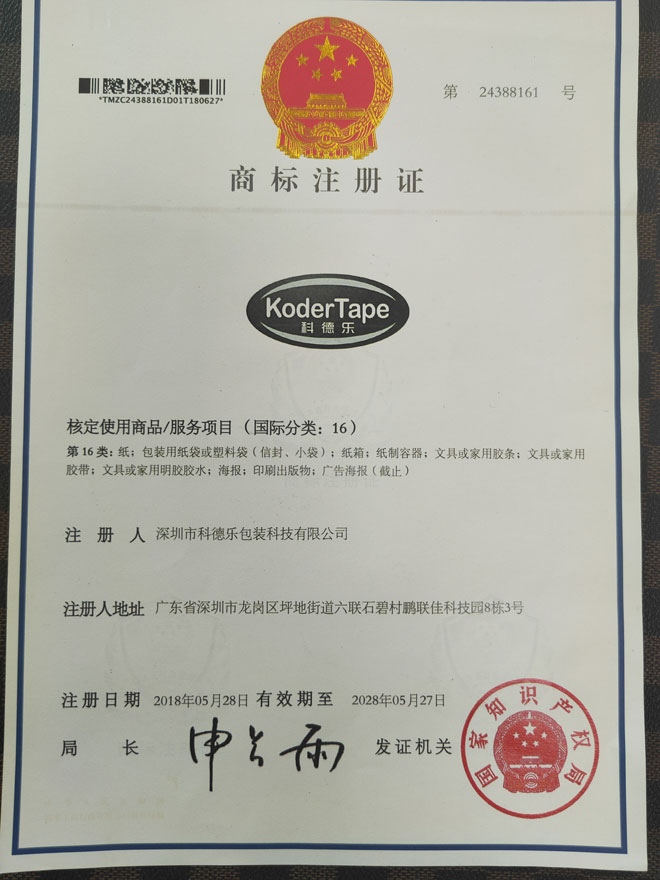 *TMZC24388161D01T180627*
第 24388161 号
商标注册证
KoderTape
科德乐
核定使用商品/服务项目（国际分类：16）
第 16 类：纸；包装用纸袋或塑料袋（信封、小袋）；纸箱；纸制容器；文具或家用胶条；文具或家用
胶带；文具或家用明胶胶水；海报；印刷出版物；广告海报（截止）
注册人 深圳市科德乐包装科技有限公司
注册人地址 广东省深圳市龙岗区坪地街道六联石碧村鹏联佳科技园8栋3号
注册日期 2018年05月28日 有效期至 2028年05月27日
局长 申长雨 发证机关
国家知识产权局